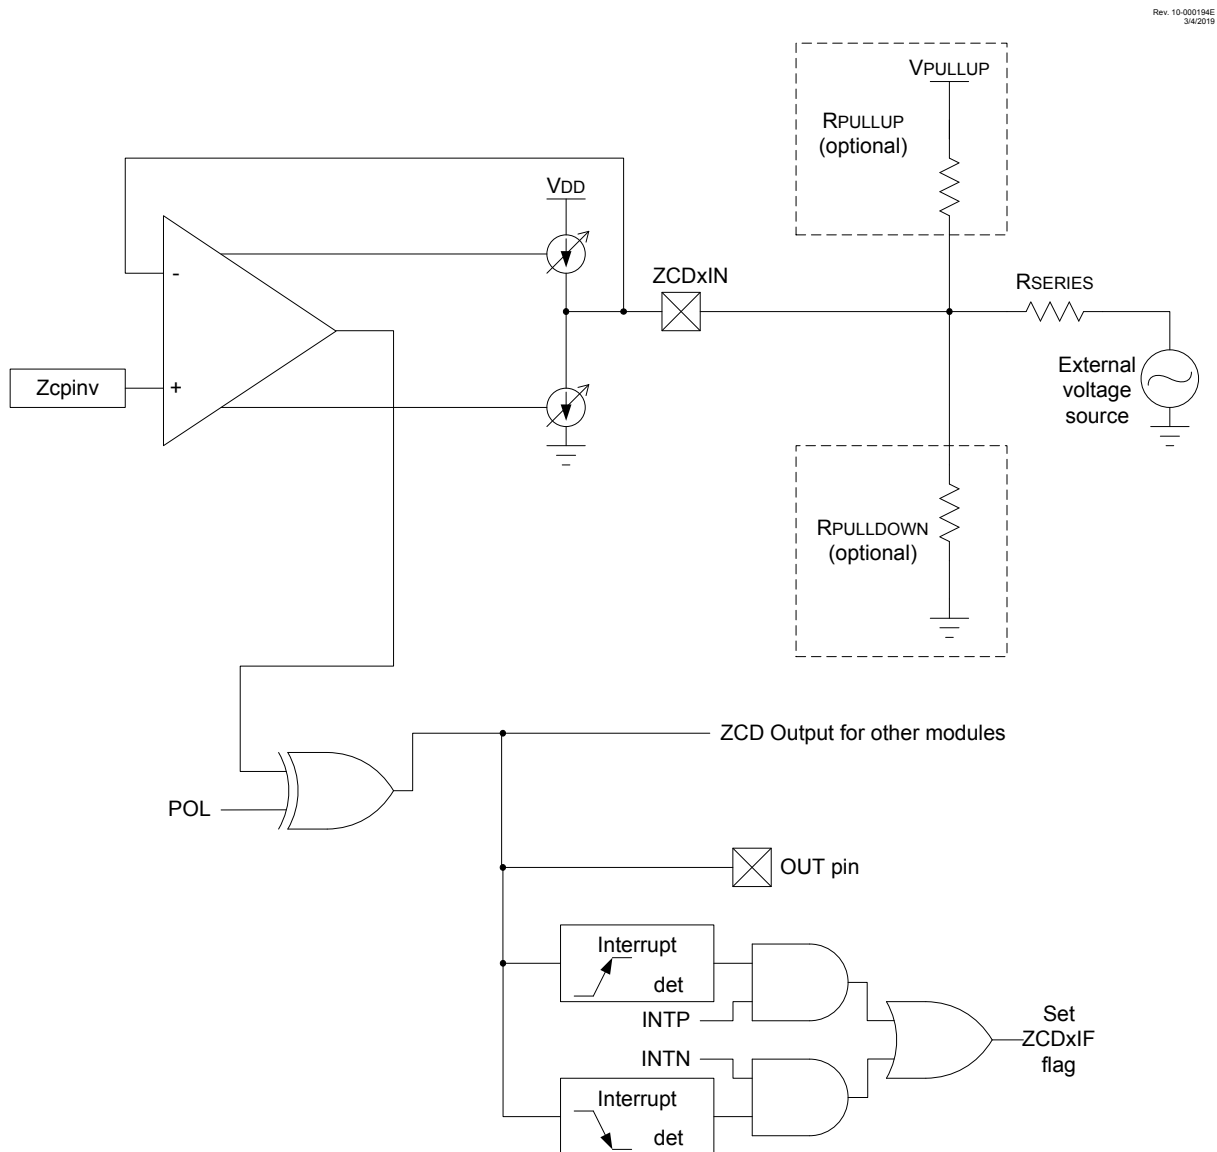 Rev. 10-000194E
3/4/2019
VPULLUP
RPULLUP
(optional)
VDD
-
ZCDxIN
RSERIES
Zcpinv
+
External
voltage
source
RPULLDOWN
(optional)
ZCD Output for other modules
POL
OUT pin
Interrupt
det
INTP
Set
ZCDxIF
flag
INTN
Interrupt
det